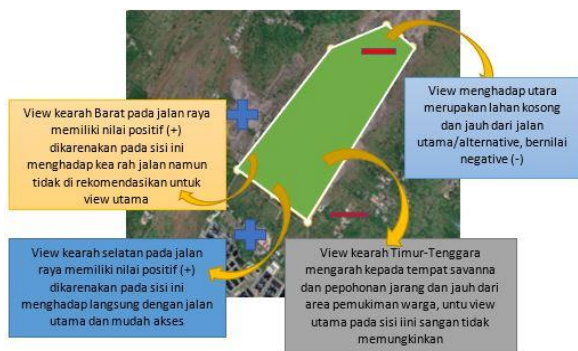 View kearah Barat pada jalan raya
memiliki nilai positif (+)
dikarenakan pada sisi ini
menghadap kea rah jalan namun
tidak di rekomendasikan untuk
view utama
View menghadap utara
merupakan lahan kosong
dan jauh dari jalan
utama/alternative, bernilai
negative (-)
View kearah selatan pada jalan
raya memiliki nilai positif (+)
dikarenakan pada sisi ini
menghadap langsung dengan jalan
utama dan mudah akses
View kearah Timur-Tenggara
mengarah kepada tempat savanna
dan pepohonan jarang dan jauh dari
area pemukiman warga, untu view
utama pada sisi iini sangan tidak
memungkinkan